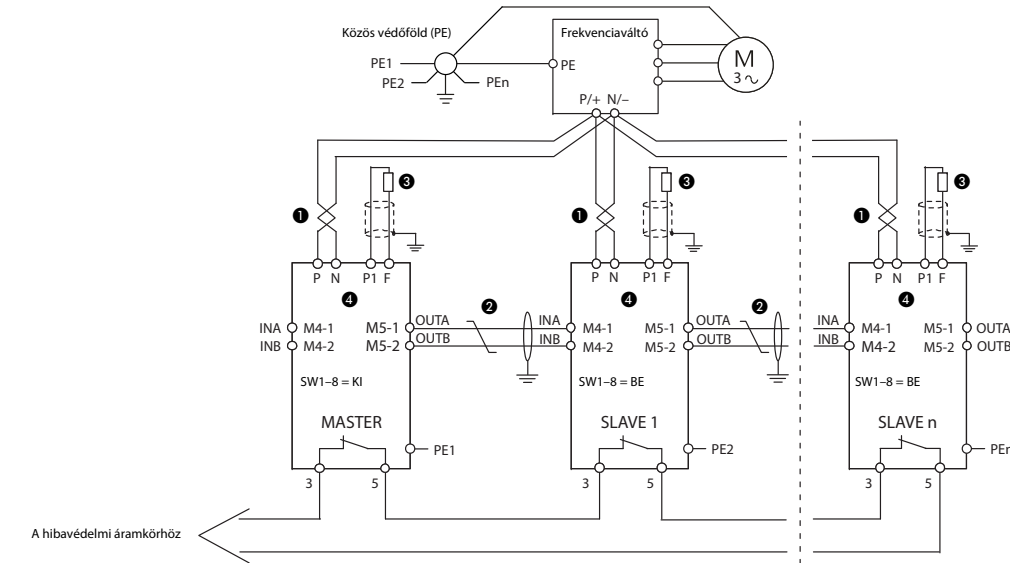 Közös védőföld (PE)
Frekvenciaváltó
PE1
PE2
PEn
PE
M
3 ~
P/+ N/–
❶ ❸ ❶ ❸ ❶ ❸
P N P1 F
P N P1 F
P N P1 F
❹ ❷ ❹ ❷ ❹
INA M4-1 M5-1 OUTA
INB M4-2 M5-2 OUTB
INA M4-1 M5-1 OUTA
INB M4-2 M5-2 OUTB
INA M4-1 M5-1 OUTA
INB M4-2 M5-2 OUTB
SW1–8 = KI
SW1–8 = BE
SW1–8 = BE
MASTER
SLAVE 1
SLAVE n
PE1
PE2
PEn
3 5
3 5
3 5
A hibavédelmi áramkörhöz